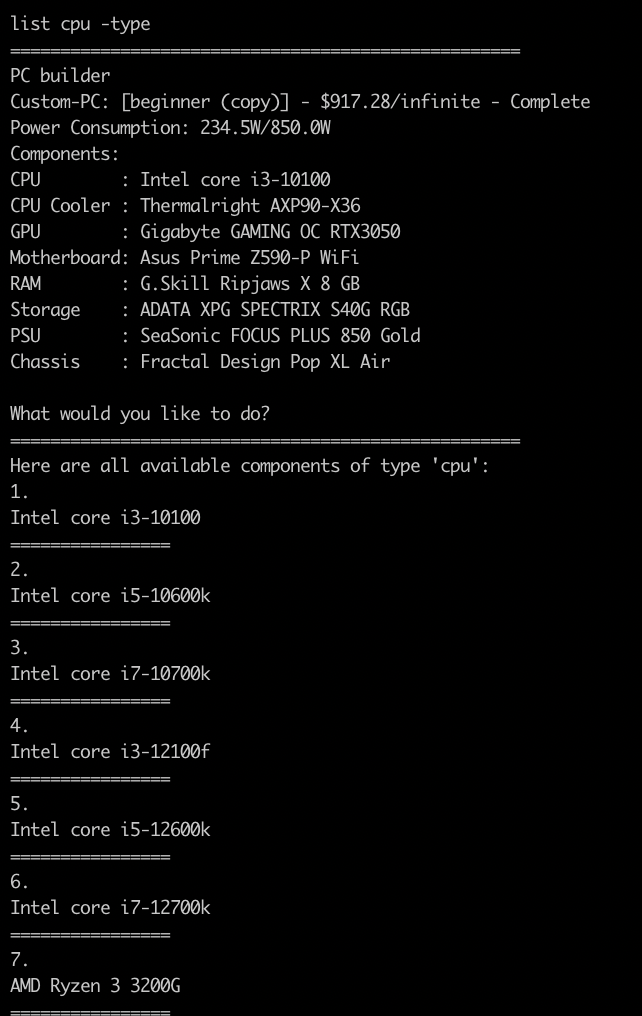 list cpu -type
===================================================
PC builder
Custom-PC: [beginner (copy)] - $917.28/infinite - Complete
Power Consumption: 234.5W/850.0W
Components:
CPU        : Intel core i3-10100
CPU Cooler : Thermalright AXP90-X36
GPU        : Gigabyte GAMING OC RTX3050
Motherboard: Asus Prime Z590-P WiFi
RAM        : G.Skill Ripjaws X 8 GB
Storage    : ADATA XPG SPECTRIX S40G RGB
PSU        : SeaSonic FOCUS PLUS 850 Gold
Chassis    : Fractal Design Pop XL Air
What would you like to do?
===================================================
Here are all available components of type 'cpu':
1.
Intel core i3-10100
================
2.
Intel core i5-10600k
================
3.
Intel core i7-10700k
================
4.
Intel core i3-12100f
================
5.
Intel core i5-12600k
================
6.
Intel core i7-12700k
================
7.
AMD Ryzen 3 3200G
================